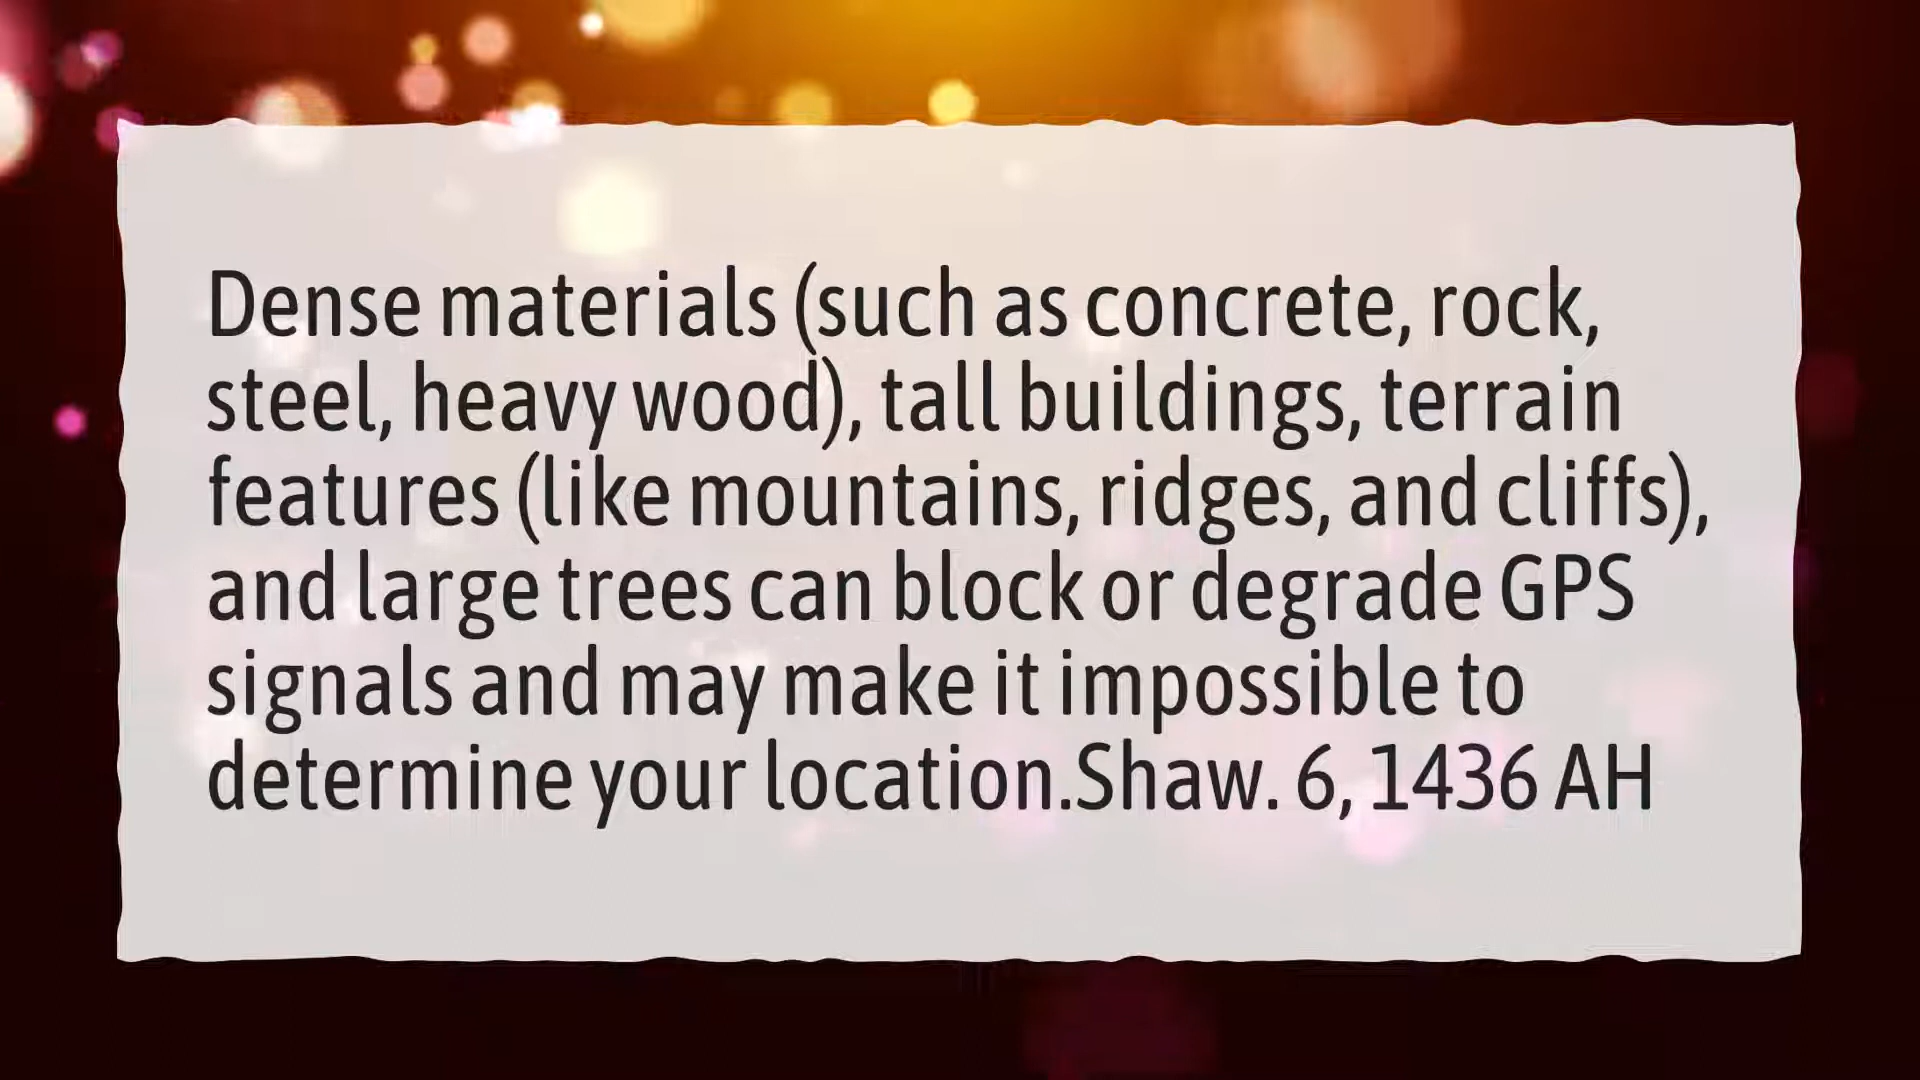 Dense materials (such as concrete, rock,
steel, heavy wood), tall buildings, terrain
features (like mountains, ridges, and cliffs),
and large trees can block or degrade GPS
signals and may make it impossible to
determine your location.Shaw. 6, 1436 AH